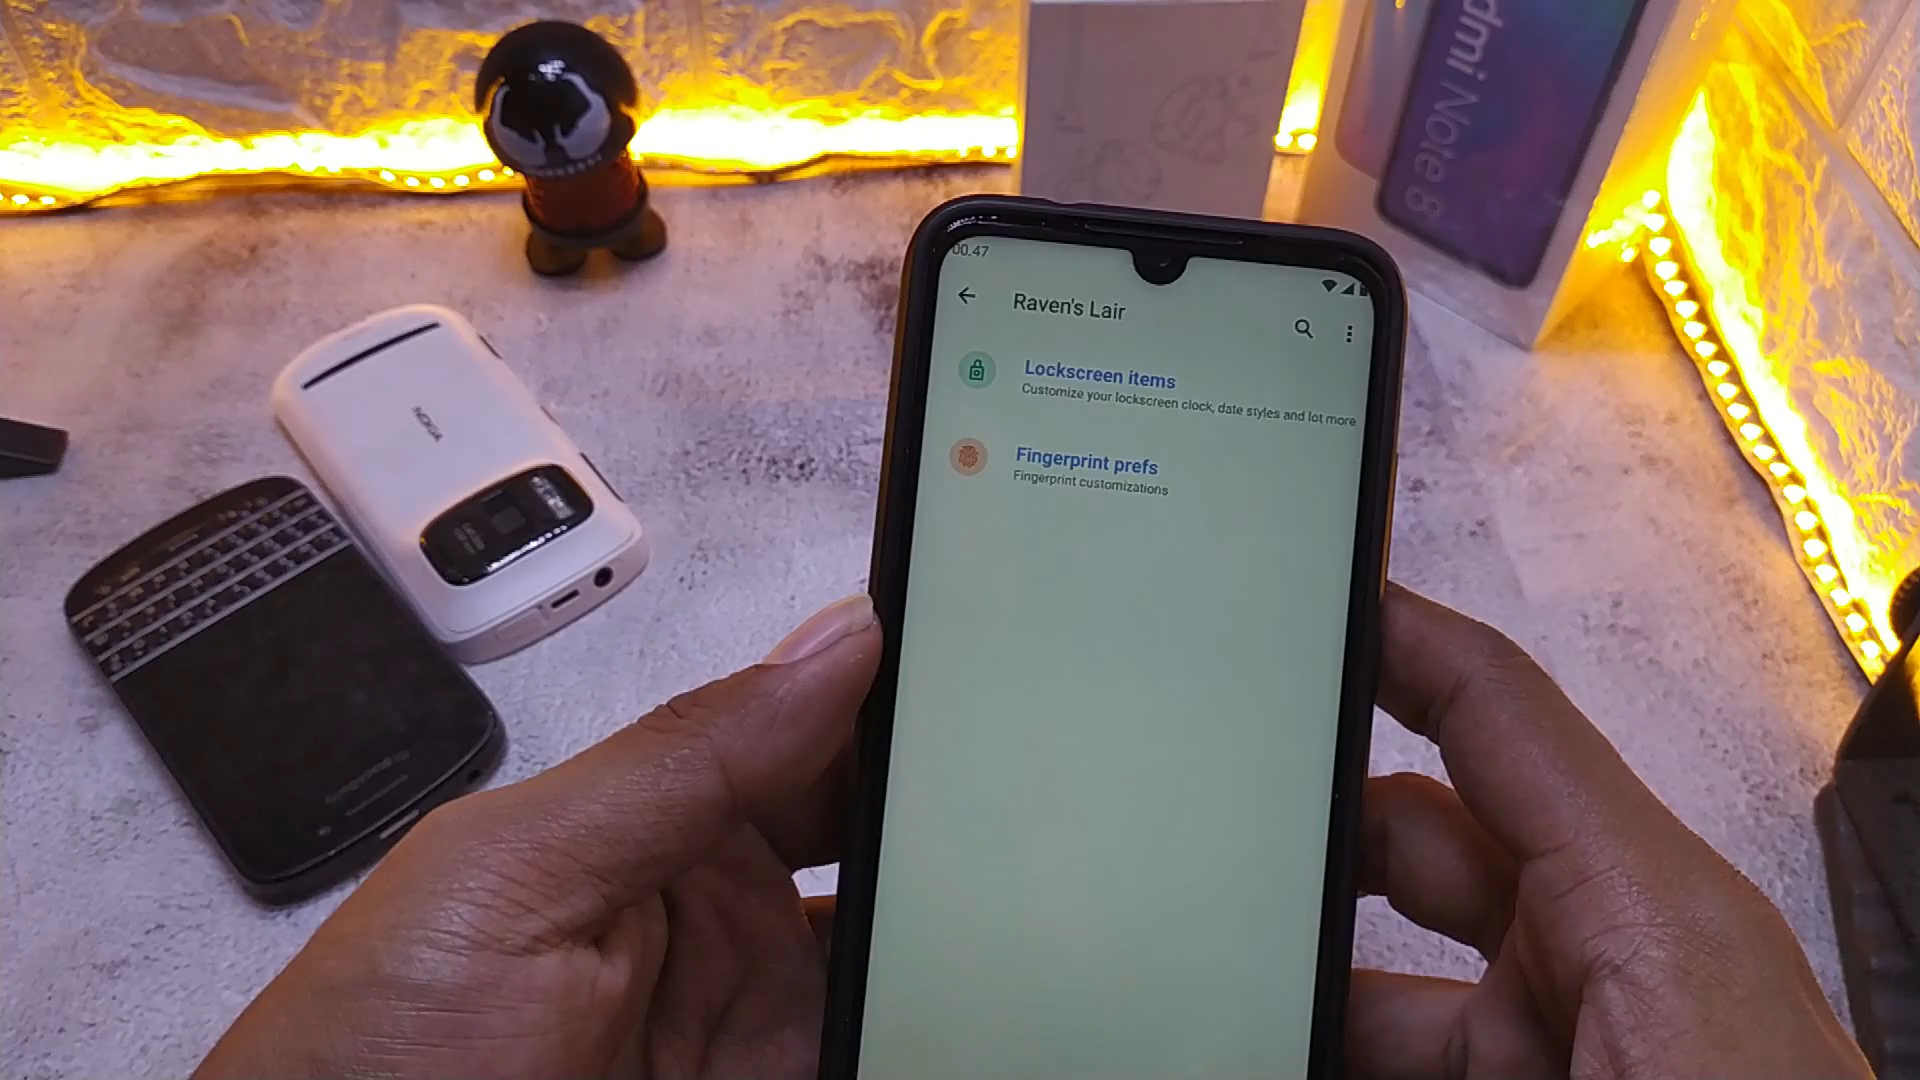 dmi Note 8
00.47
Raven's Lair
Lockscreen items
Customize your lockscreen clock, date styles and lot more
Fingerprint prefs
Fingerprint customizations
NOKIA